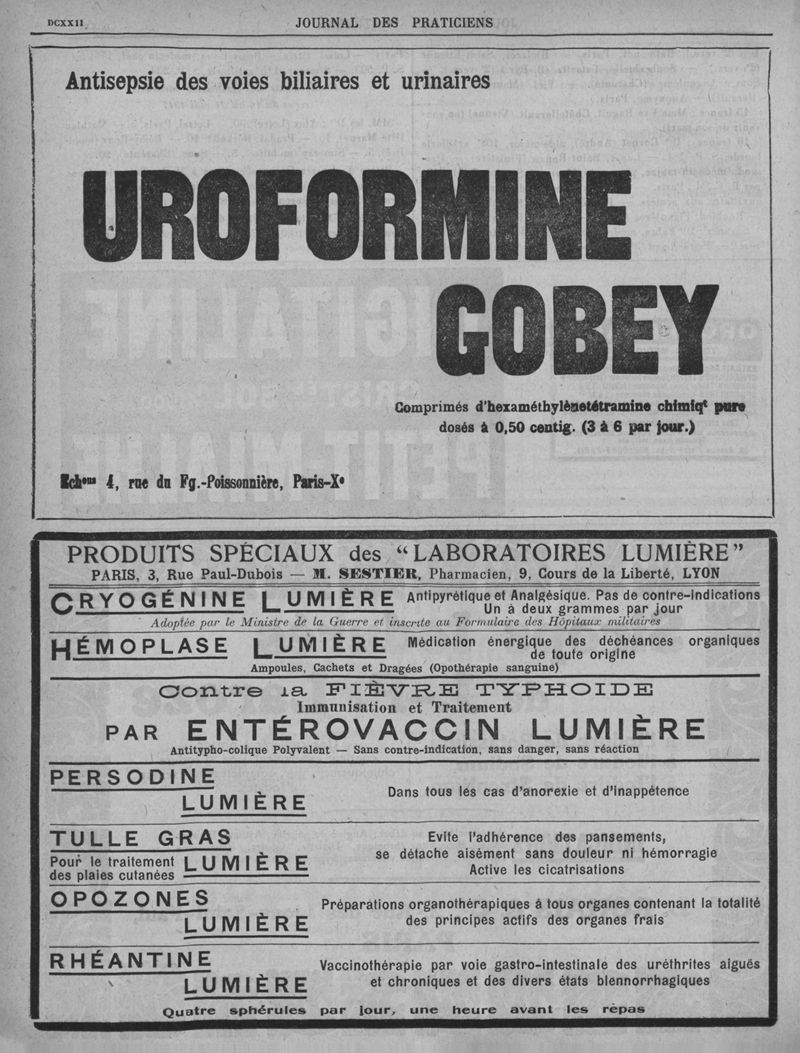 DCXXII
JOURNAL DES PRATICIENS
Antisepsie des voies biliaires et urinaires
UROFORMINE
GOBEY
Comprimés d'hexaméthylènetétramine chimiqt pure
dosés à 0,50 centig. (3 à 6 par jour.)
Echons 4, rue du Fg.-Poissonnière, Paris-Xe
PRODUITS SPÉCIAUX des “LABORATOIRES LUMIÈRE”
PARIS, 3, Rue Paul-Dubois — M. SESTIER, Pharmacien, 9, Cours de la Liberté, LYON
CRYOGÉNINE LUMIÈRE
Antipyrétique et Analgésique. Pas de contre-indications
Un à deux grammes par jour
Adoptée par le Ministre de la Guerre et inscrite au Formulaire des Hôpitaux militaires
HÉMOPLASE LUMIÈRE
Médication énergique des déchéances organiques
de toute origine
Ampoules, Cachets et Dragées (Opothérapie sanguine)
Contre la FIÈVRE TYPHOIDE
Immunisation et Traitement
PAR ENTÉROVACCIN LUMIÈRE
Antitypho-colique Polyvalent — Sans contre-indication, sans danger, sans réaction
PERSODINE
LUMIÈRE
Dans tous les cas d'anorexie et d'inappétence
TULLE GRAS
LUMIÈRE
Pour le traitement
des plaies cutanées
Evite l'adhérence des pansements,
se détache aisément sans douleur ni hémorragie
Active les cicatrisations
OPOZONES
LUMIÈRE
Préparations organothérapiques à tous organes contenant la totalité
des principes actifs des organes frais
RHÉANTINE
LUMIÈRE
Vaccinothérapie par voie gastro-intestinale des uréthrites aiguës
et chroniques et des divers états blennorrhagiques
Quatre sphérules par jour, une heure avant les repas